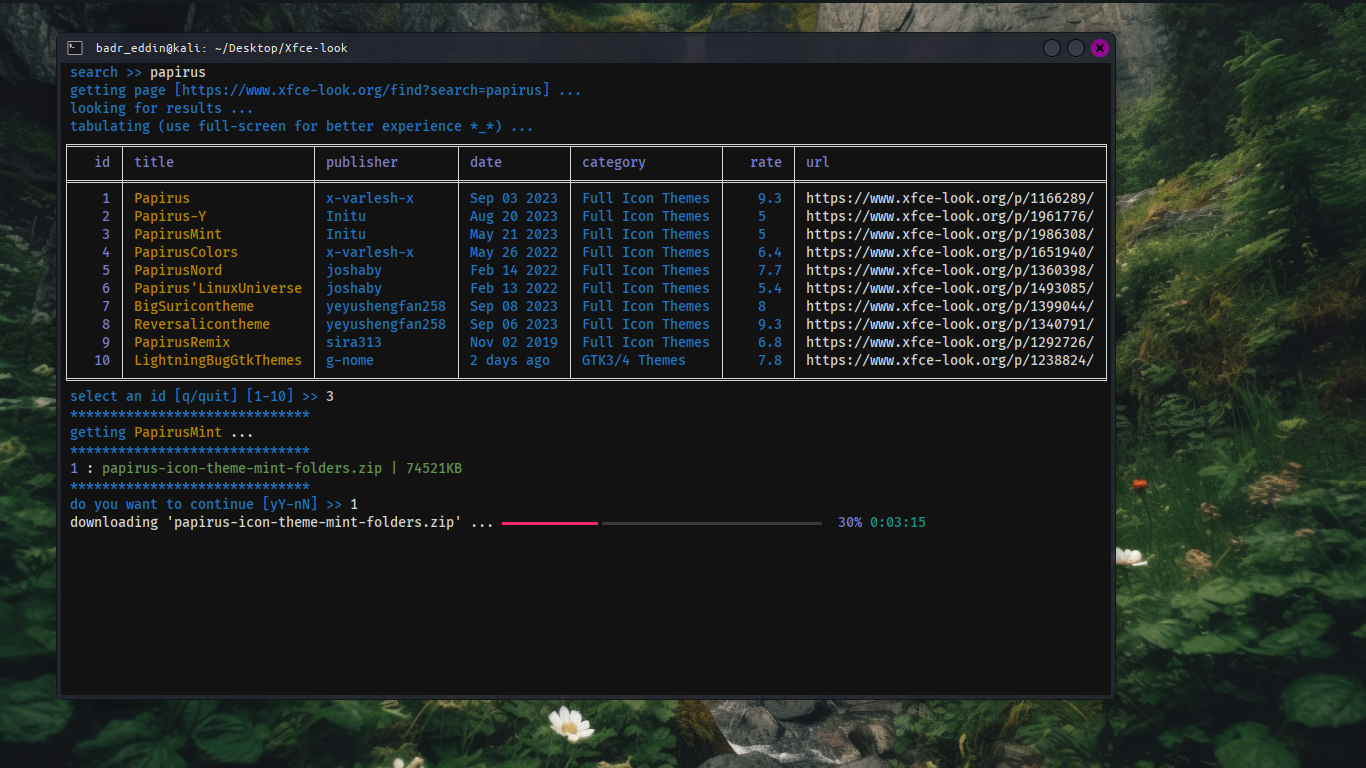 badr_eddin@kali: ~/Desktop/Xfce-look
search >> papirus
getting page [https://www.xfce-look.org/find?search=papirus] ...
looking for results ...
tabulating (use full-screen for better experience *_*) ...
id title publisher date category rate url
1 Papirus x-varlesh-x Sep 03 2023 Full Icon Themes 9.3 https://www.xfce-look.org/p/1166289/
2 Papirus-Y Initu Aug 20 2023 Full Icon Themes 5 https://www.xfce-look.org/p/1961776/
3 PapirusMint Initu May 21 2023 Full Icon Themes 5 https://www.xfce-look.org/p/1986308/
4 PapirusColors x-varlesh-x May 26 2022 Full Icon Themes 6.4 https://www.xfce-look.org/p/1651940/
5 PapirusNord joshaby Feb 14 2022 Full Icon Themes 7.7 https://www.xfce-look.org/p/1360398/
6 Papirus'LinuxUniverse joshaby Feb 13 2022 Full Icon Themes 5.4 https://www.xfce-look.org/p/1493085/
7 BigSuricontheme yeyushengfan258 Sep 08 2023 Full Icon Themes 8 https://www.xfce-look.org/p/1399044/
8 Reversalicontheme yeyushengfan258 Sep 06 2023 Full Icon Themes 9.3 https://www.xfce-look.org/p/1340791/
9 PapirusRemix sira313 Nov 02 2019 Full Icon Themes 6.8 https://www.xfce-look.org/p/1292726/
10 LightningBugGtkThemes g-nome 2 days ago GTK3/4 Themes 7.8 https://www.xfce-look.org/p/1238824/
select an id [q/quit] [1-10] >> 3
******************************
getting PapirusMint ...
******************************
1 : papirus-icon-theme-mint-folders.zip | 74521KB
******************************
do you want to continue [yY-nN] >> 1
downloading 'papirus-icon-theme-mint-folders.zip' ... 30% 0:03:15